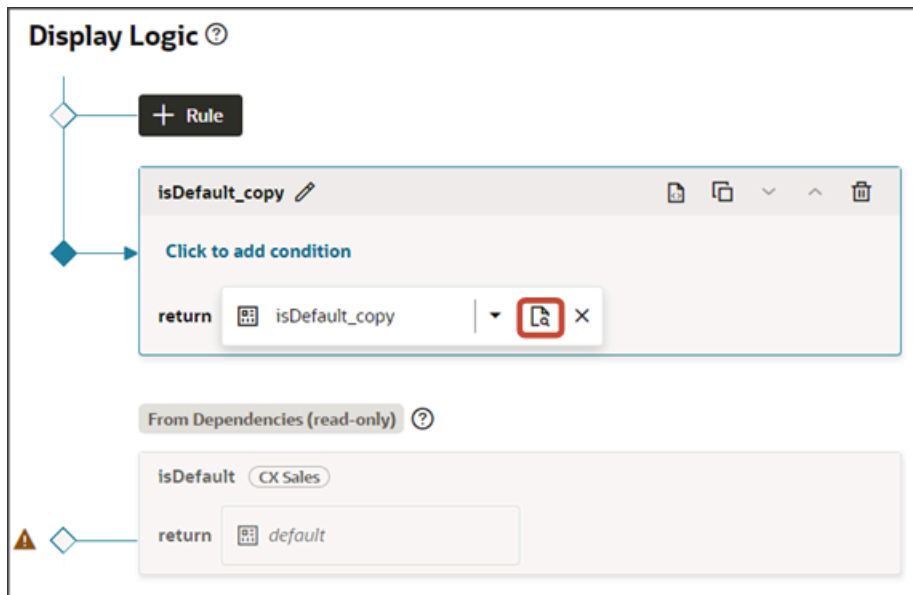 Display Logic ?
+ Rule
isDefault_copy
Click to add condition
return isDefault_copy
From Dependencies (read-only) ?
isDefault CX Sales
return default